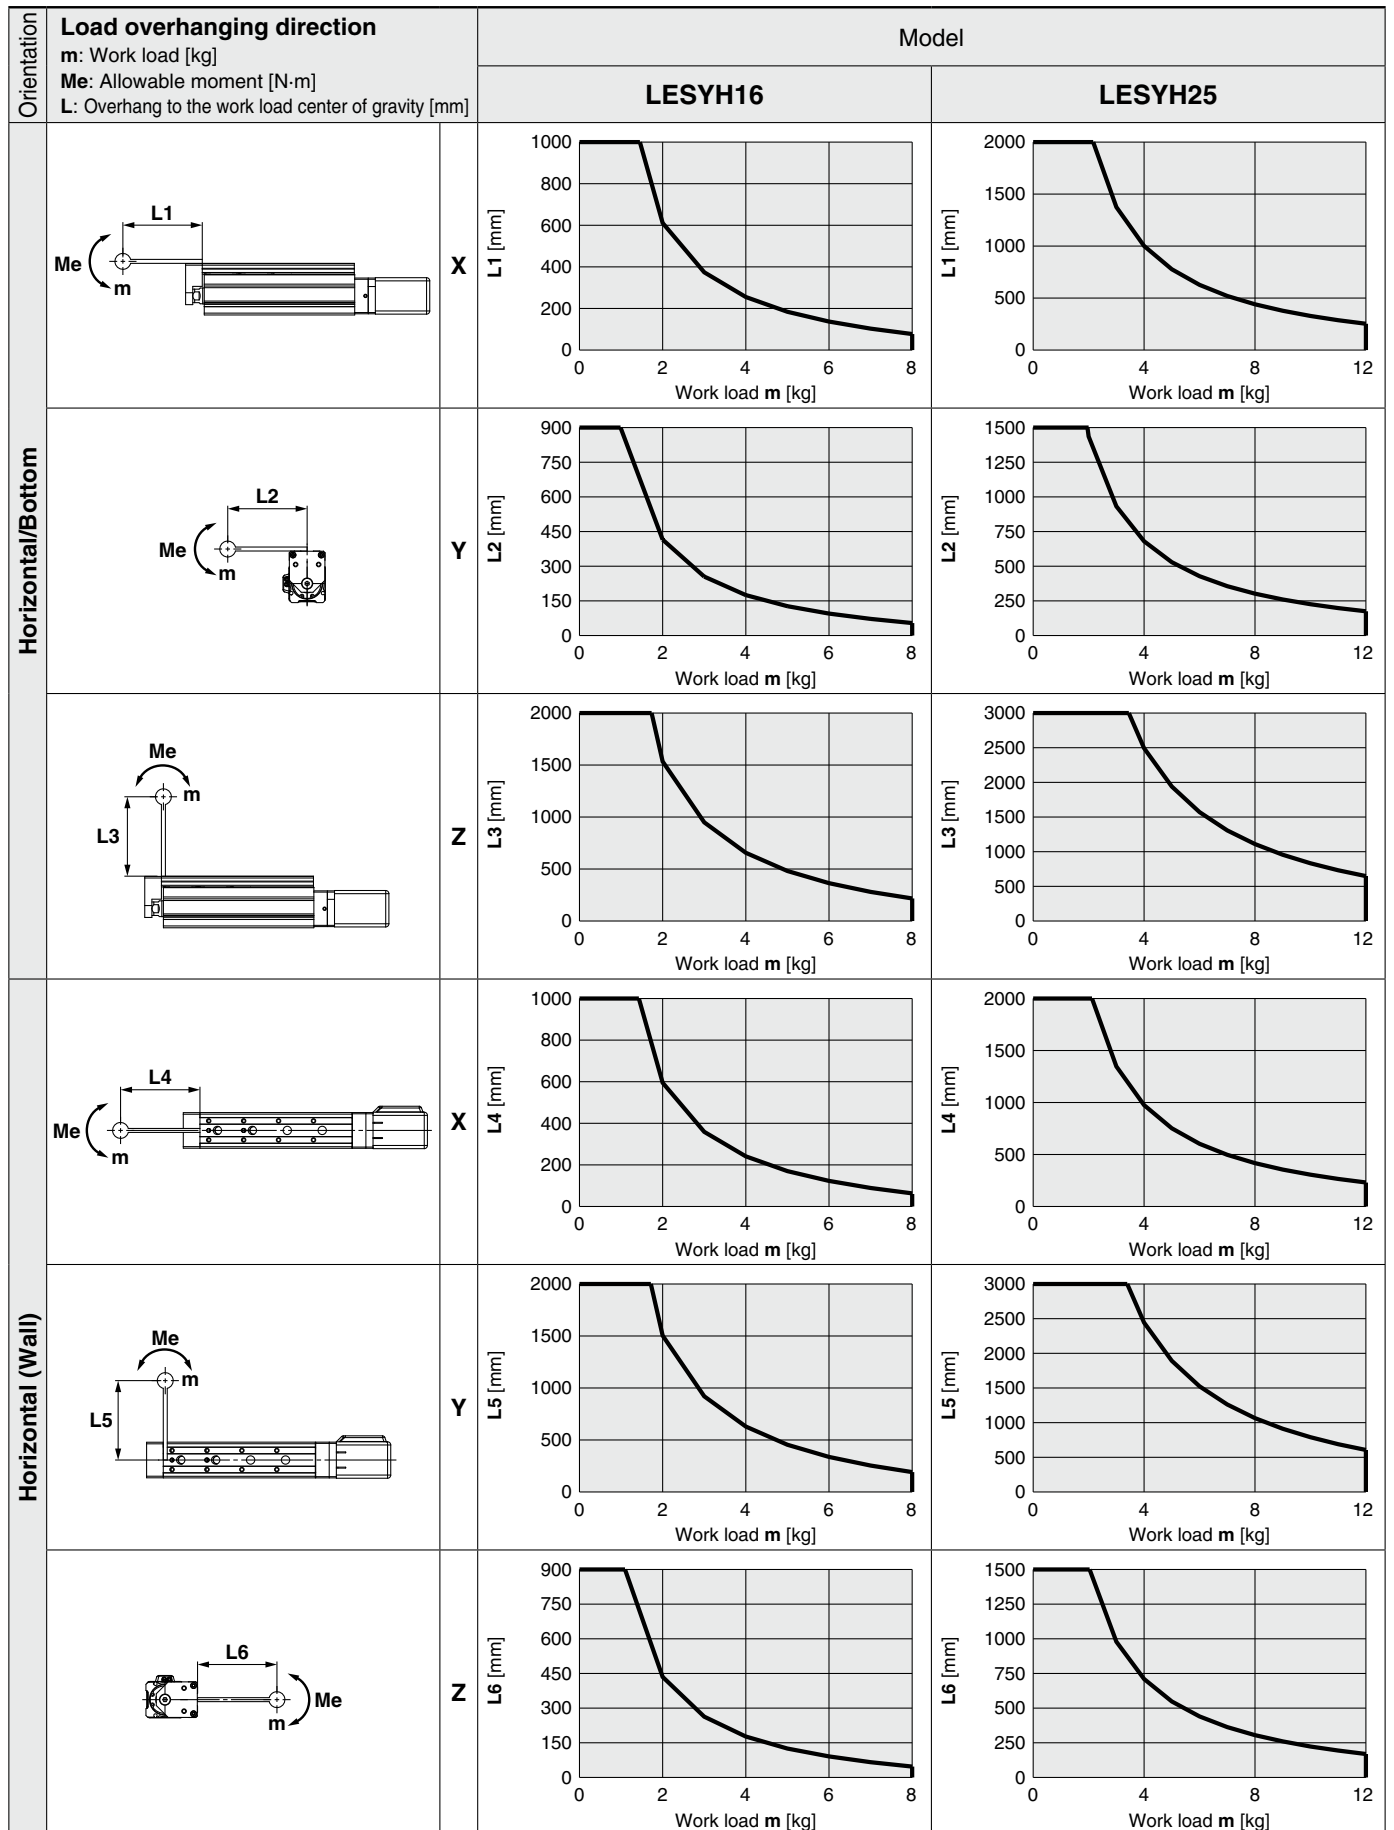 Orientation
Load overhanging direction
m: Work load [kg]
Me: Allowable moment [N·m]
L: Overhang to the work load center of gravity [mm]
Model
LESYH16
LESYH25
Horizontal/Bottom
L1
Me
m
X
L1 [mm]
1000
800
600
400
200
0
0 2 4 6 8
Work load m [kg]
L1 [mm]
2000
1500
1000
500
0
0 4 8 12
Work load m [kg]
L2
Me
m
Y
L2 [mm]
900
750
600
450
300
150
0
0 2 4 6 8
Work load m [kg]
L2 [mm]
1500
1250
1000
750
500
250
0
0 4 8 12
Work load m [kg]
Me
m
L3
Z
L3 [mm]
2000
1500
1000
500
0
0 2 4 6 8
Work load m [kg]
L3 [mm]
3000
2500
2000
1500
1000
500
0
0 4 8 12
Work load m [kg]
Horizontal (Wall)
L4
Me
m
X
L4 [mm]
1000
800
600
400
200
0
0 2 4 6 8
Work load m [kg]
L4 [mm]
2000
1500
1000
500
0
0 4 8 12
Work load m [kg]
Me
m
L5
Y
L5 [mm]
2000
1500
1000
500
0
0 2 4 6 8
Work load m [kg]
L5 [mm]
3000
2500
2000
1500
1000
500
0
0 4 8 12
Work load m [kg]
L6
Me
m
Z
L6 [mm]
900
750
600
450
300
150
0
0 2 4 6 8
Work load m [kg]
L6 [mm]
1500
1250
1000
750
500
250
0
0 4 8 12
Work load m [kg]